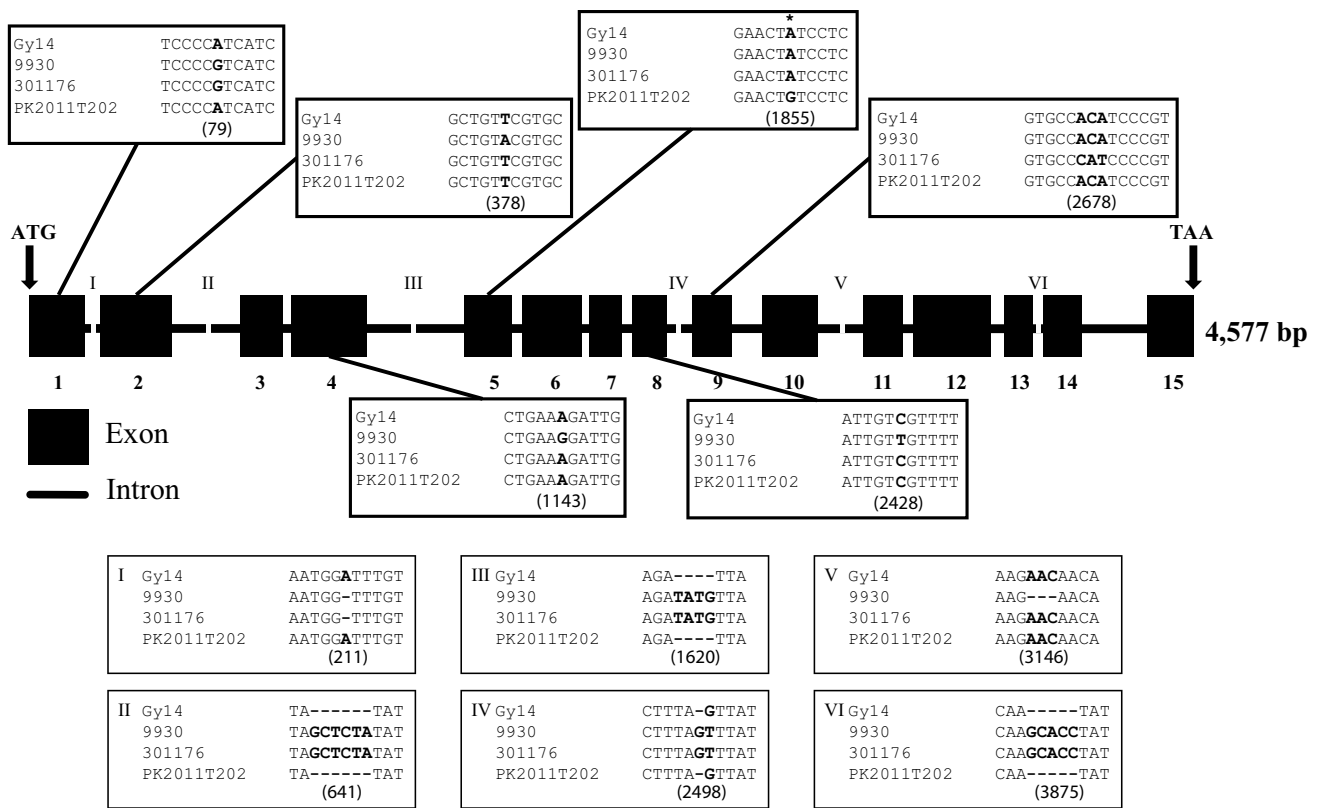 Gy14 TCCCCATCATC
9930 TCCCCGTCATC
301176 TCCCCGTCATC
PK2011T202 TCCCCATCATC
(79)
Gy14 GCTGTTCGTGC
9930 GCTGTACGTGC
301176 GCTGTTCGTGC
PK2011T202 GCTGTTCGTGC
(378)
*
Gy14 GAACTATCCTC
9930 GAACTATCCTC
301176 GAACTATCCTC
PK2011T202 GAACTGTCCTC
(1855)
Gy14 GTGCCACATCCCGT
9930 GTGCCACATCCCGT
301176 GTGCCCATCCCCGT
PK2011T202 GTGCCACATCCCGT
(2678)
ATG
TAA
I II III IV V VI
4,577 bp
1 2 3 4 5 6 7 8 9 10 11 12 13 14 15
Exon
Intron
Gy14 CTGAAAGATTG
9930 CTGAAGGATTG
301176 CTGAAAGATTG
PK2011T202 CTGAAAGATTG
(1143)
Gy14 ATTGTCGTTTT
9930 ATTGTTGTTTT
301176 ATTGTCGTTTT
PK2011T202 ATTGTCGTTTT
(2428)
I Gy14 AATGGATTTGT
9930 AATGG-TTTGT
301176 AATGG-TTTGT
PK2011T202 AATGGATTTGT
(211)
III Gy14 AGA----TTA
9930 AGATATGTTA
301176 AGATATGTTA
PK2011T202 AGA----TTA
(1620)
V Gy14 AAGAACAACA
9930 AAG---AACA
301176 AAGAACAACA
PK2011T202 AAGAACAACA
(3146)
II Gy14 TA------TAT
9930 TAGCTCTATAT
301176 TAGCTCTATAT
PK2011T202 TA------TAT
(641)
IV Gy14 CTTTA-GTTAT
9930 CTTTAGTTTAT
301176 CTTTAGTTTAT
PK2011T202 CTTTA-GTTAT
(2498)
VI Gy14 CAA-----TAT
9930 CAAGCACCTAT
301176 CAAGCACCTAT
PK2011T202 CAA-----TAT
(3875)